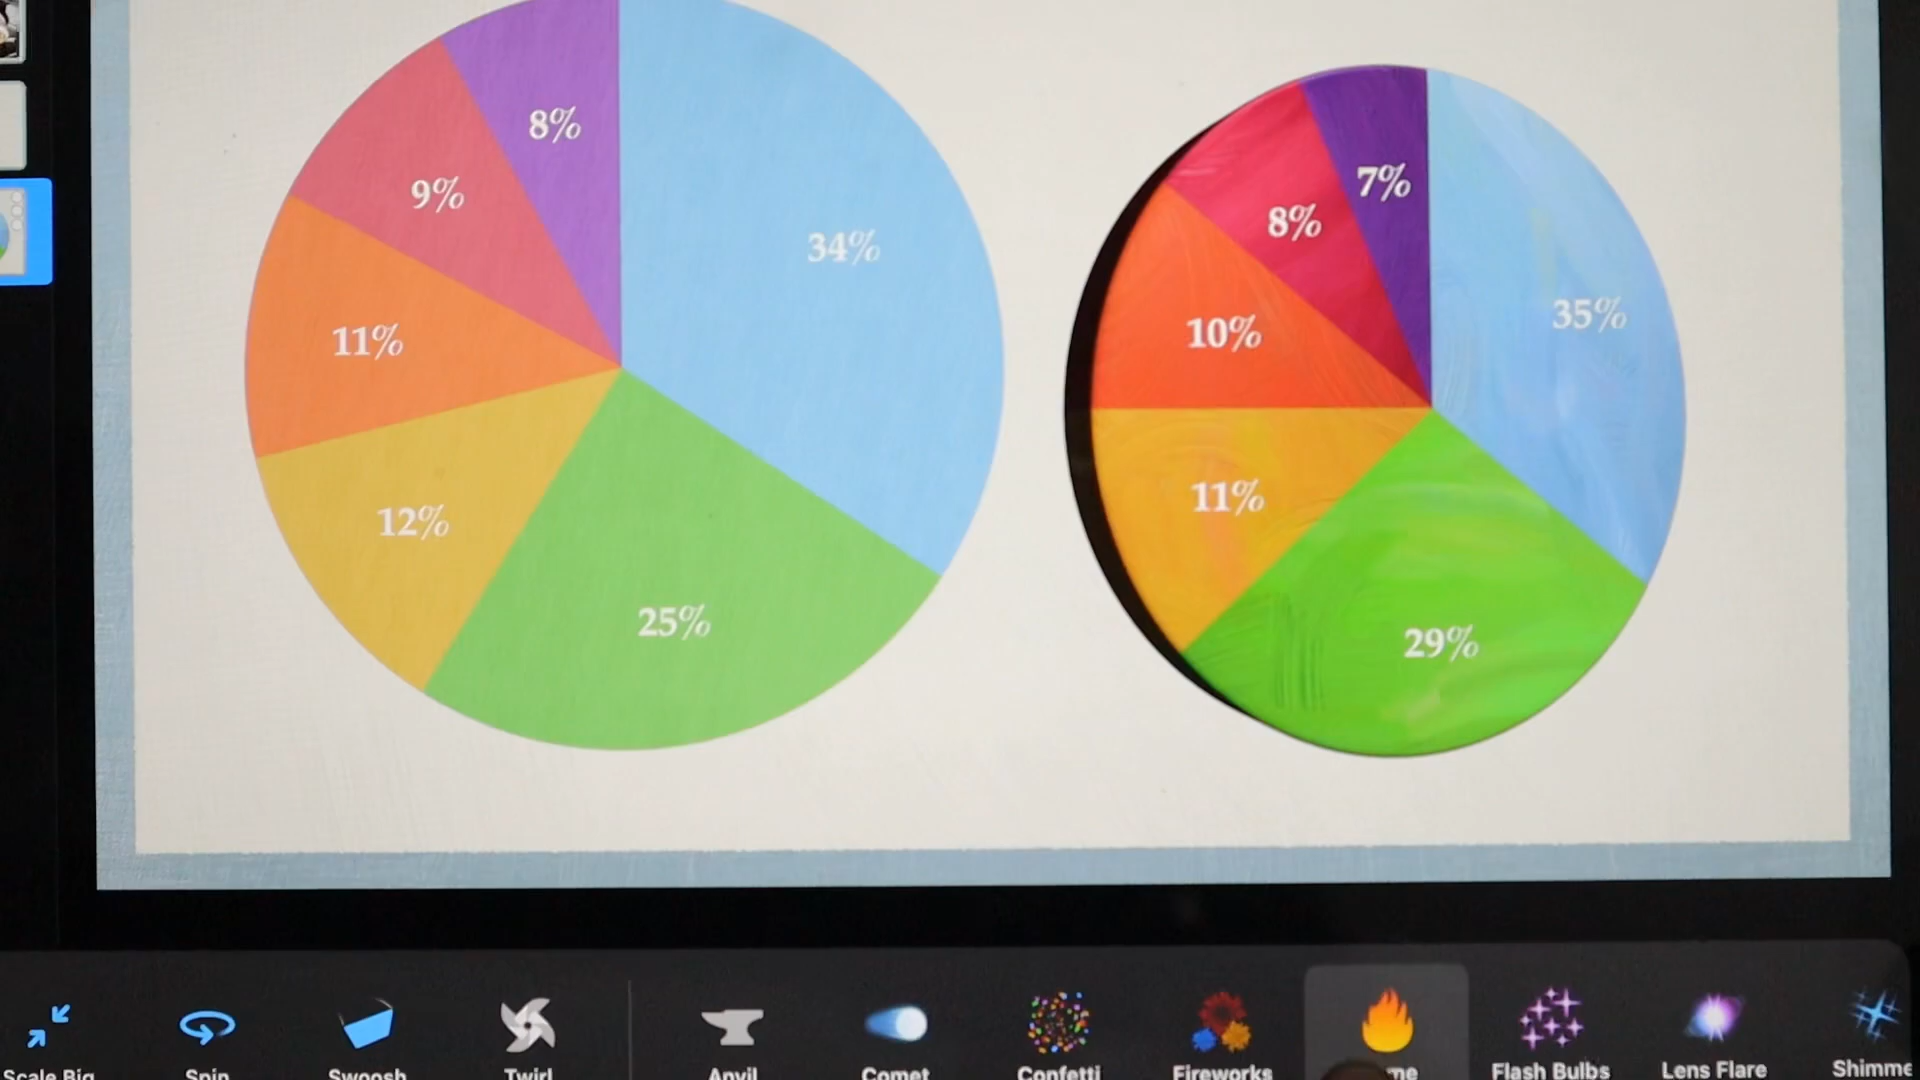 8%
34%
9%
11%
12%
25%
7%
8%
35%
10%
11%
29%
Scale Big
Spin
Swoosh
Twirl
Anvil
Comet
Confetti
Fireworks
Flash Bulbs
Lens Flare